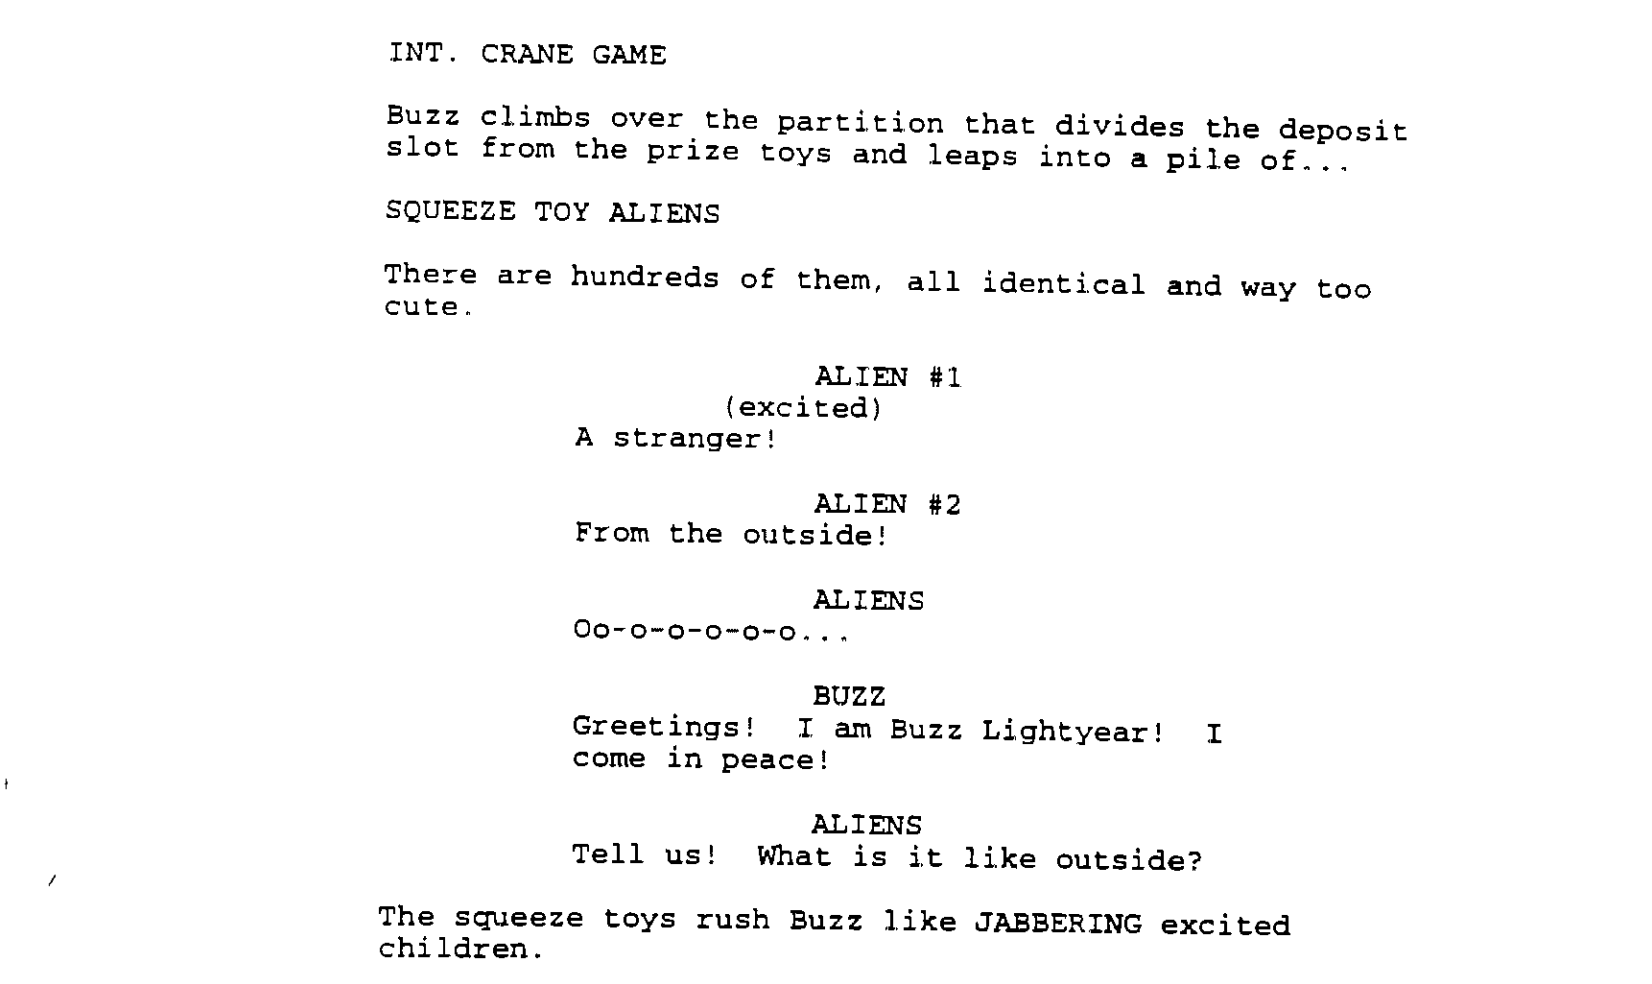 INT. CRANE GAME
Buzz climbs over the partition that divides the deposit
slot from the prize toys and leaps into a pile of...
SQUEEZE TOY ALIENS
There are hundreds of them, all identical and way too
cute.
ALIEN #1
(excited)
A stranger!
ALIEN #2
From the outside!
ALIENS
Oo-o-o-o-o-o...
BUZZ
Greetings!  I am Buzz Lightyear!  I
come in peace!
ALIENS
Tell us!  What is it like outside?
The squeeze toys rush Buzz like JABBERING excited
children.